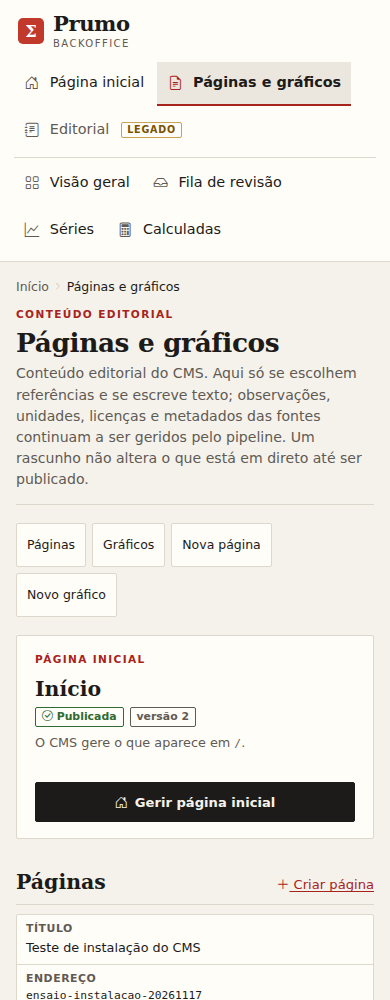 Σ Prumo
BACKOFFICE
Página inicial
Páginas e gráficos
Editorial LEGADO
Visão geral
Fila de revisão
Séries
Calculadas
Início › Páginas e gráficos
CONTEÚDO EDITORIAL
Páginas e gráficos
Conteúdo editorial do CMS. Aqui só se escolhem
referências e se escreve texto; observações,
unidades, licenças e metadados das fontes
continuam a ser geridos pelo pipeline. Um
rascunho não altera o que está em direto até ser
publicado.
Páginas
Gráficos
Nova página
Novo gráfico
PÁGINA INICIAL
Início
Publicada
versão 2
O CMS gere o que aparece em /.
Gerir página inicial
Páginas
+ Criar página
TÍTULO
Teste de instalação do CMS
ENDEREÇO
ensaio-instalacao-20261117